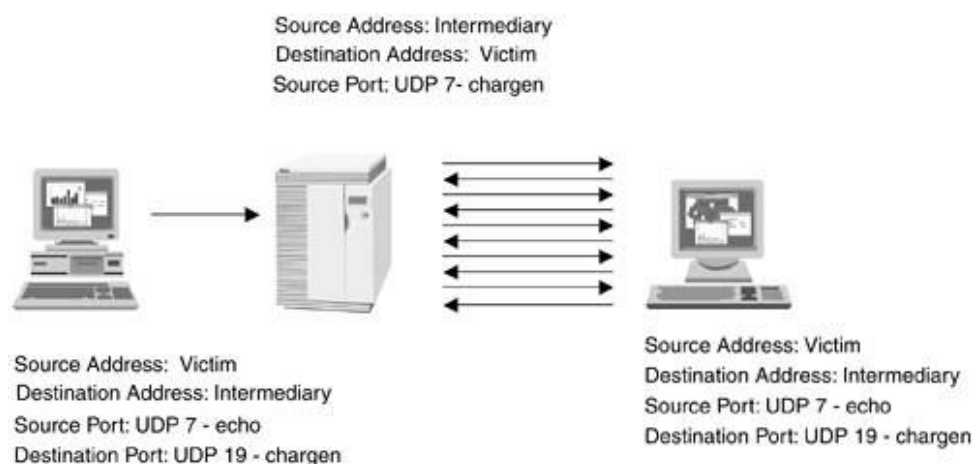 Source Address: Intermediary
Destination Address: Victim
Source Port: UDP 7- chargen
Source Address: Victim
Destination Address: Intermediary
Source Port: UDP 7 - echo
Destination Port: UDP 19 - chargen
Source Address: Victim
Destination Address: Intermediary
Source Port: UDP 7 - echo
Destination Port: UDP 19 - chargen